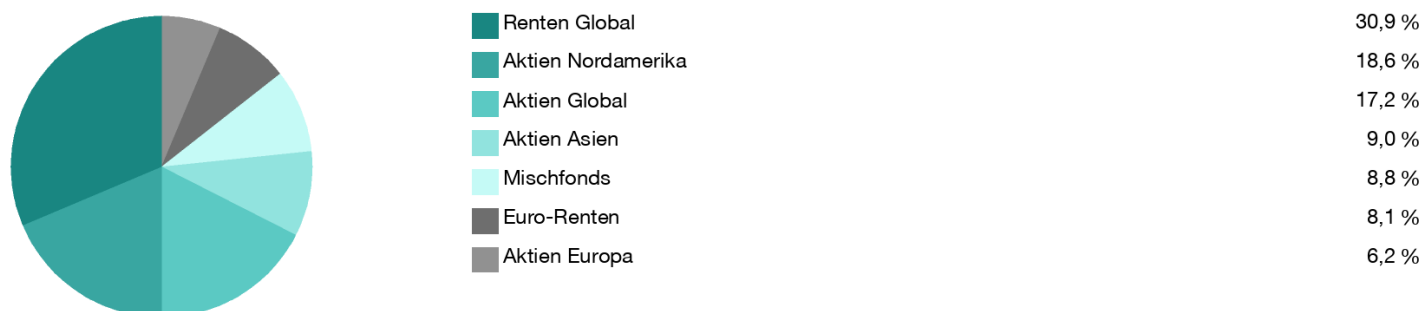 Renten Global 30,9 %
Aktien Nordamerika 18,6 %
Aktien Global 17,2 %
Aktien Asien 9,0 %
Mischfonds 8,8 %
Euro-Renten 8,1 %
Aktien Europa 6,2 %